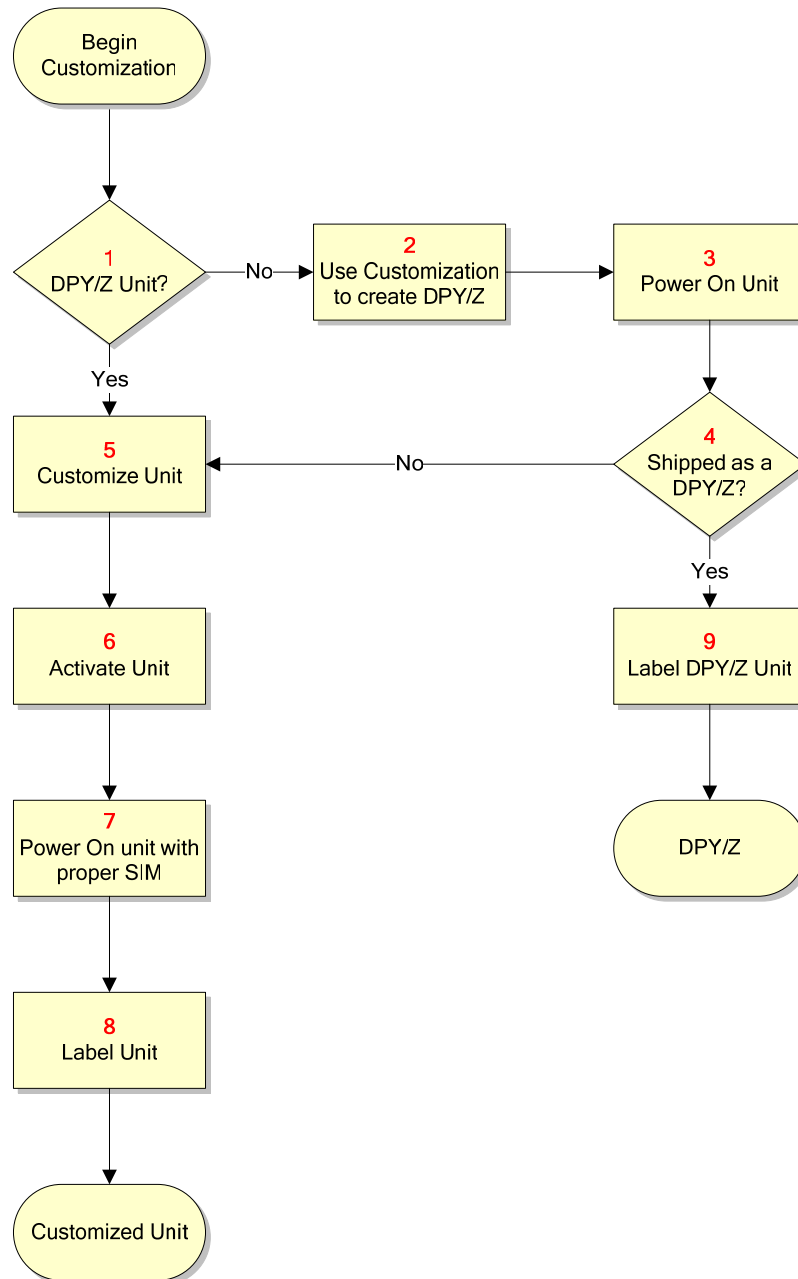 Begin
Customization
1
DPY/Z Unit?
No
2
Use Customization
to create DPY/Z
3
Power On Unit
Yes
5
Customize Unit
No
4
Shipped as a
DPY/Z?
Yes
6
Activate Unit
9
Label DPY/Z Unit
7
Power On unit with
proper SIM
DPY/Z
8
Label Unit
Customized Unit